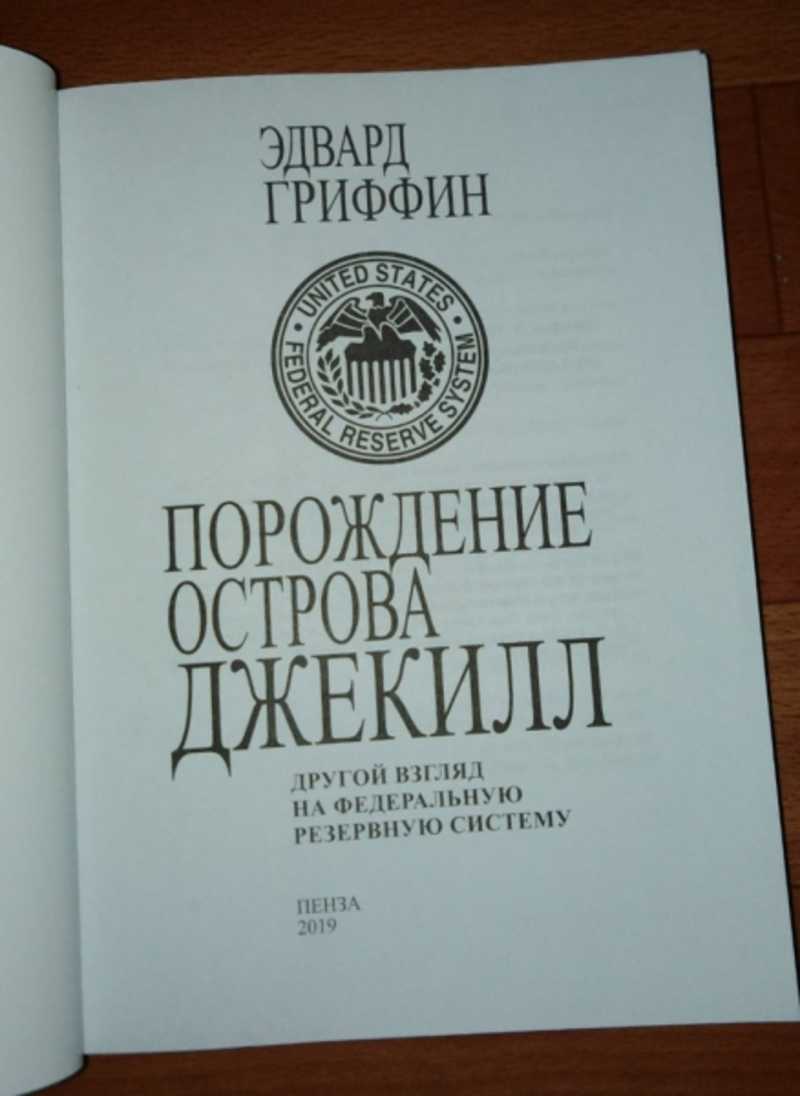 ЭДВАРД
ГРИФФИН
UNITED STATES
FEDERAL RESERVE SYSTEM
ПОРОЖДЕНИЕ
ОСТРОВА
ДЖЕКИЛЛ
ДРУГОЙ ВЗГЛЯД
НА ФЕДЕРАЛЬНУЮ
РЕЗЕРВНУЮ СИСТЕМУ
ПЕНЗА
2019